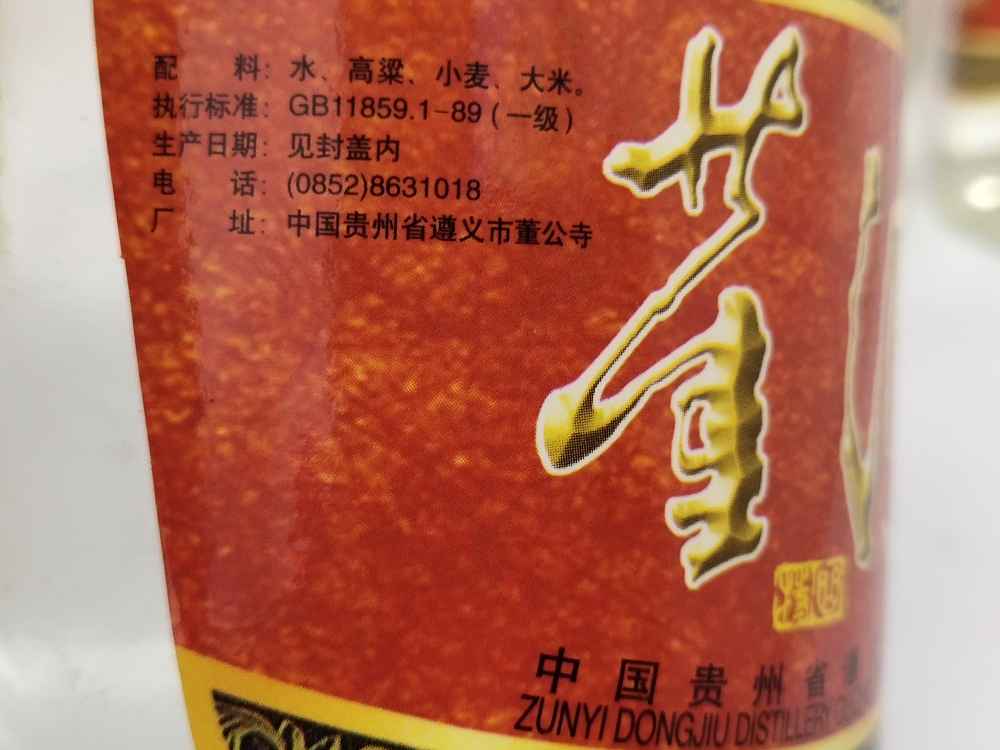 配 料：水、高粱、小麦、大米。
执行标准：GB11859.1-89（一级）
生产日期：见封盖内
电 话：(0852)8631018
厂 址：中国贵州省遵义市董公寺
董
中国贵州省
ZUNYI DONGJIU DISTILLERY